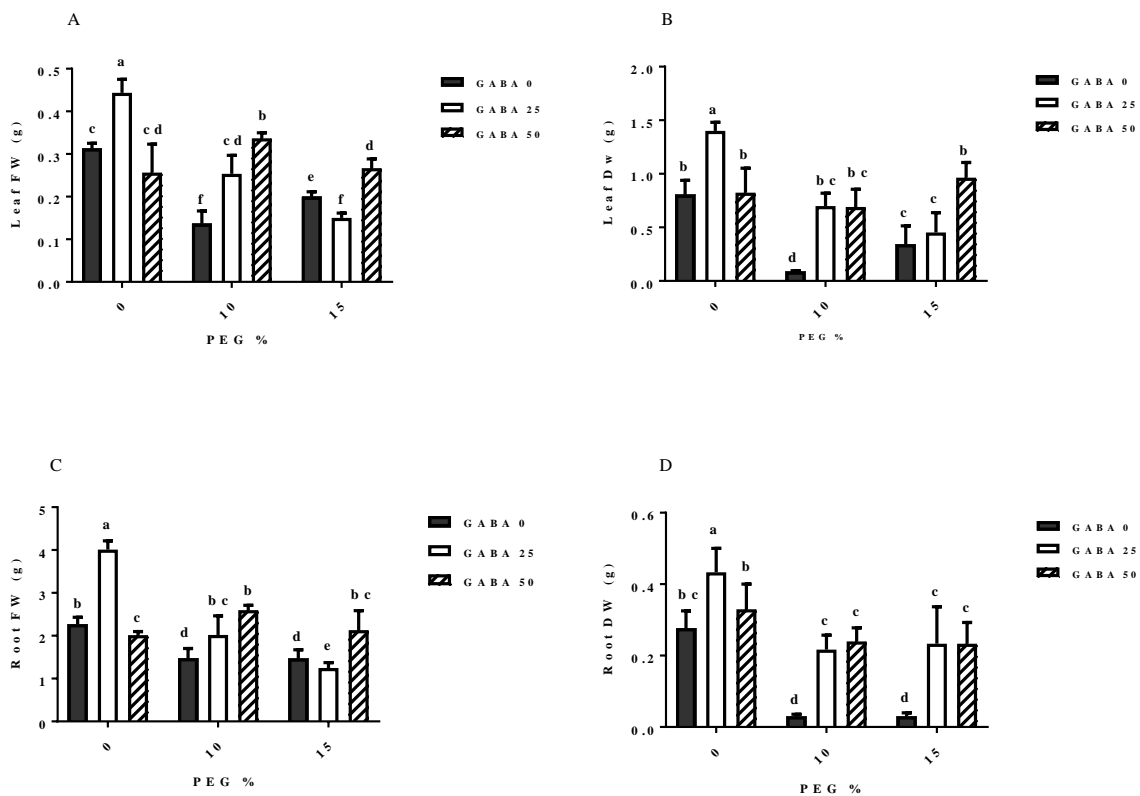 A
Leaf FW (g)
0.5
0.4
0.3
0.2
0.1
0.0
c
a
c d
f
c d
b
e
f
d
0
10
15
PEG %
GABA 0
GABA 25
GABA 50
B
Leaf Dw (g)
2.0
1.5
1.0
0.5
0.0
b
a
b
d
b c
b c
c
c
b
0
10
15
PEG %
GABA 0
GABA 25
GABA 50
C
Root FW (g)
5
4
3
2
1
0
b
a
c
d
b c
b
d
e
b c
0
10
15
PEG %
GABA 0
GABA 25
GABA 50
D
Root DW (g)
0.6
0.4
0.2
0.0
b c
a
b
d
c
c
d
c
c
0
10
15
PEG %
GABA 0
GABA 25
GABA 50